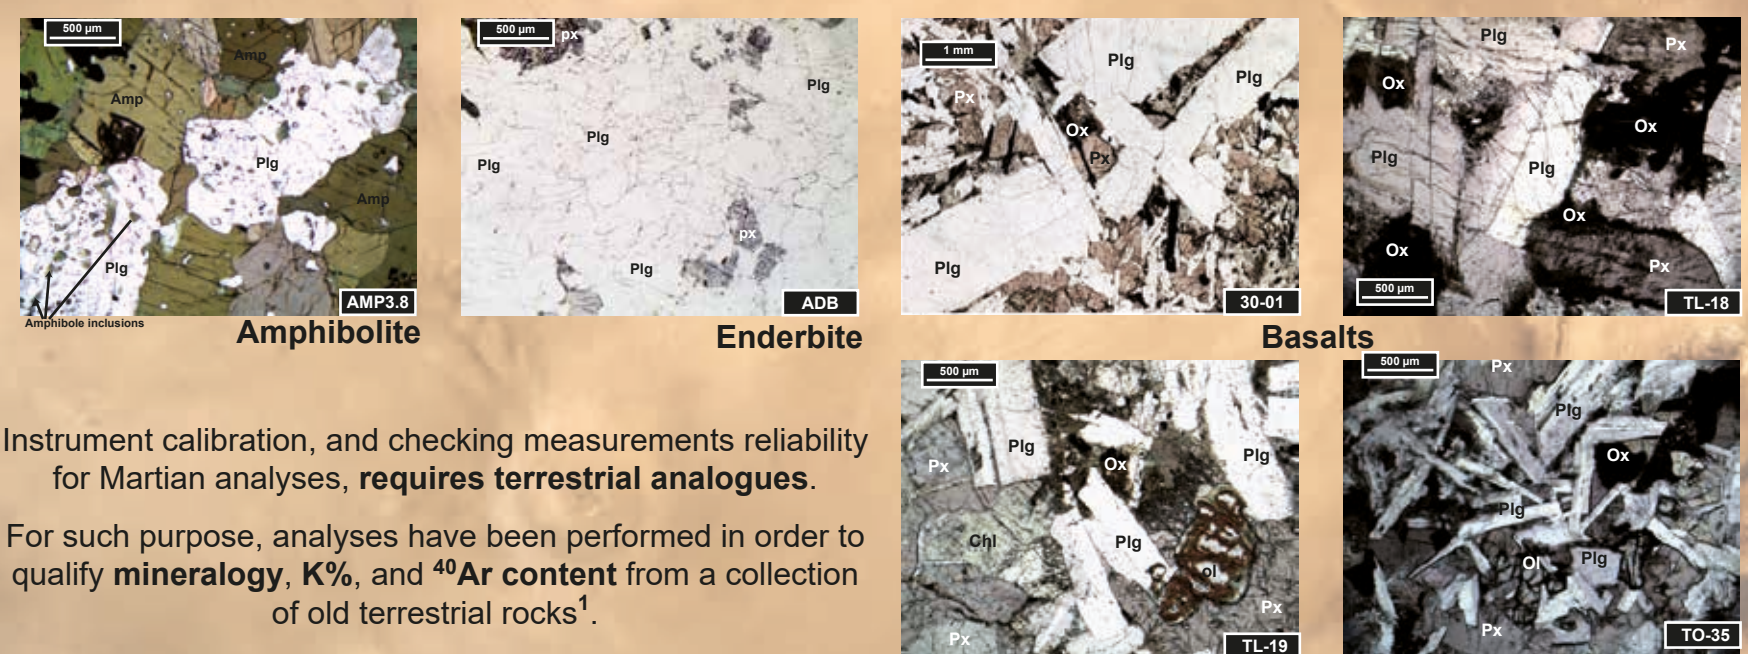 500 µm
Amp
Amp
Plg
Amp
Plg
Amphibole inclusions
AMP3.8
Amphibolite
500 µm
px
Plg
Plg
Plg
px
Plg
ADB
Enderbite
1 mm
Plg
Plg
Px
Ox
Px
Plg
30-01
Plg
Px
Ox
Ox
Plg
Plg
Ox
Ox
Px
500 µm
TL-18
Basalts
500 µm
Plg
Plg
Px
Ox
Chl
Plg
ol
Px
Px
TL-19
500 µm
Px
Plg
Ox
Plg
Ol
Plg
Px
TO-35
Instrument calibration, and checking measurements reliability
for Martian analyses, requires terrestrial analogues.
For such purpose, analyses have been performed in order to
qualify mineralogy, K%, and ⁴⁰Ar content from a collection
of old terrestrial rocks¹.